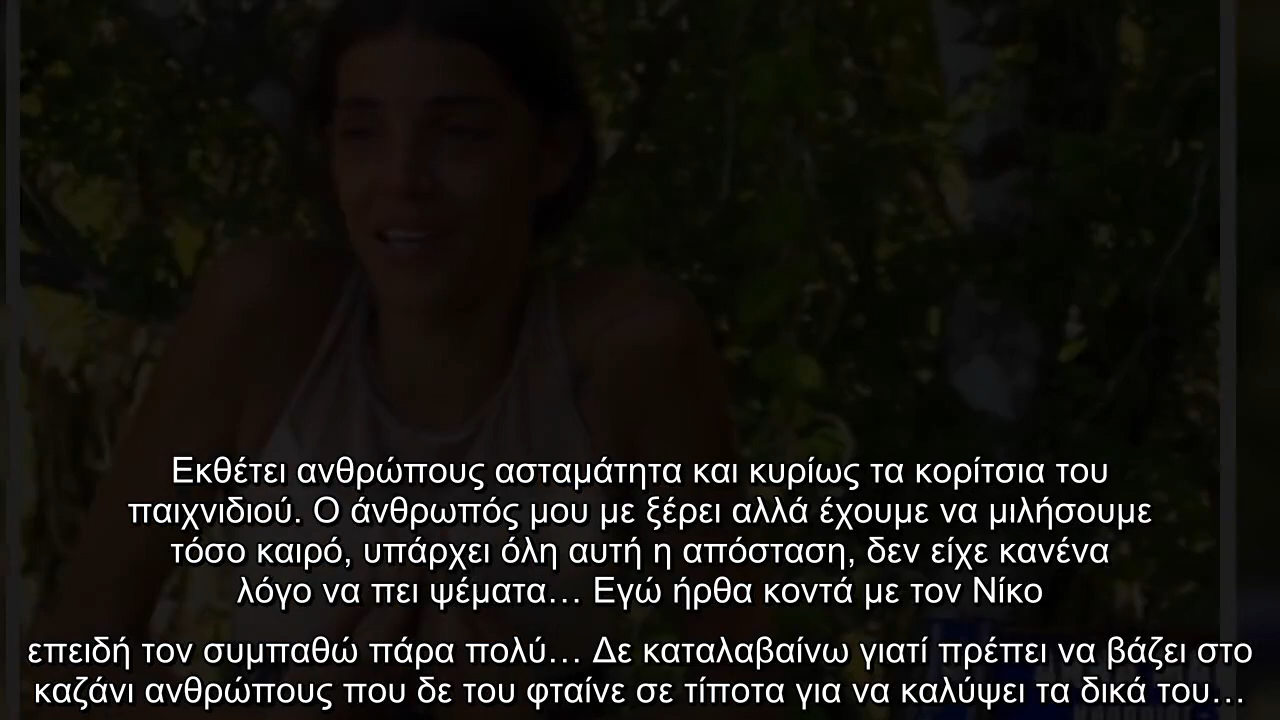 Εκθέτει ανθρώπους ασταμάτητα και κυρίως τα κορίτσια του
παιχνιδιού. Ο άνθρωπός μου με ξέρει αλλά έχουμε να μιλήσουμε
τόσο καιρό, υπάρχει όλη αυτή η απόσταση, δεν είχε κανένα
λόγο να πει ψέματα… Εγώ ήρθα κοντά με τον Νίκο
επειδή τον συμπαθώ πάρα πολύ… Δε καταλαβαίνω γιατί πρέπει να βάζει στο
καζάνι ανθρώπους που δε του φταίνε σε τίποτα για να καλύψει τα δικά του…